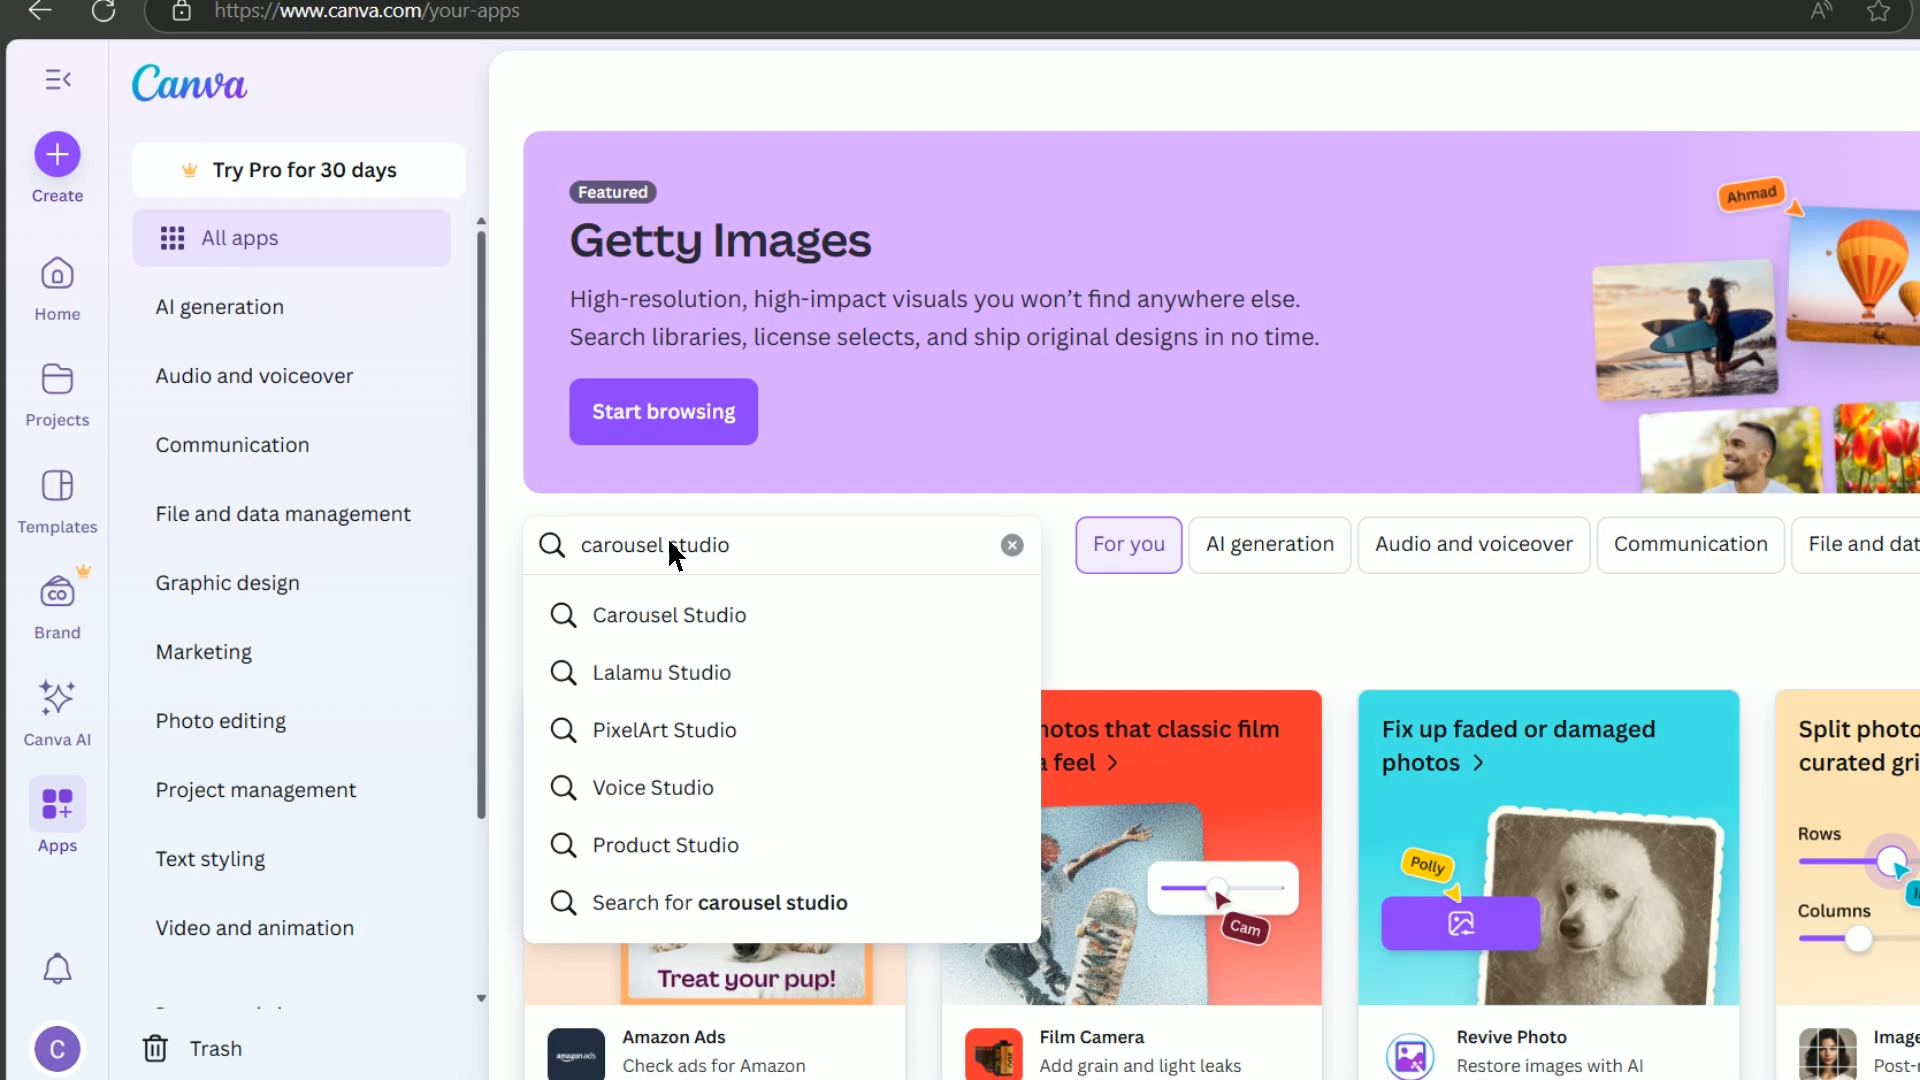 https://www.canva.com/your-apps
Canva
Create
Try Pro for 30 days
All apps
Home
AI generation
Projects
Audio and voiceover
Communication
Templates
File and data management
Brand
Graphic design
Marketing
Canva AI
Photo editing
Apps
Project management
Text styling
Video and animation
C
Trash
Featured
Getty Images
High-resolution, high-impact visuals you won't find anywhere else.
Search libraries, license selects, and ship original designs in no time.
Start browsing
Ahmad
carousel studio
For you
AI generation
Audio and voiceover
Communication
File and dat
Carousel Studio
Lalamu Studio
PixelArt Studio
Voice Studio
Product Studio
Search for carousel studio
hotos that classic film
a feel >
Cam
Fix up faded or damaged
photos >
Polly
Split photo
curated gri
Rows
Columns
Treat your pup!
amazon ads
Amazon Ads
Check ads for Amazon
Film Camera
Add grain and light leaks
Revive Photo
Restore images with AI
Image
Post-